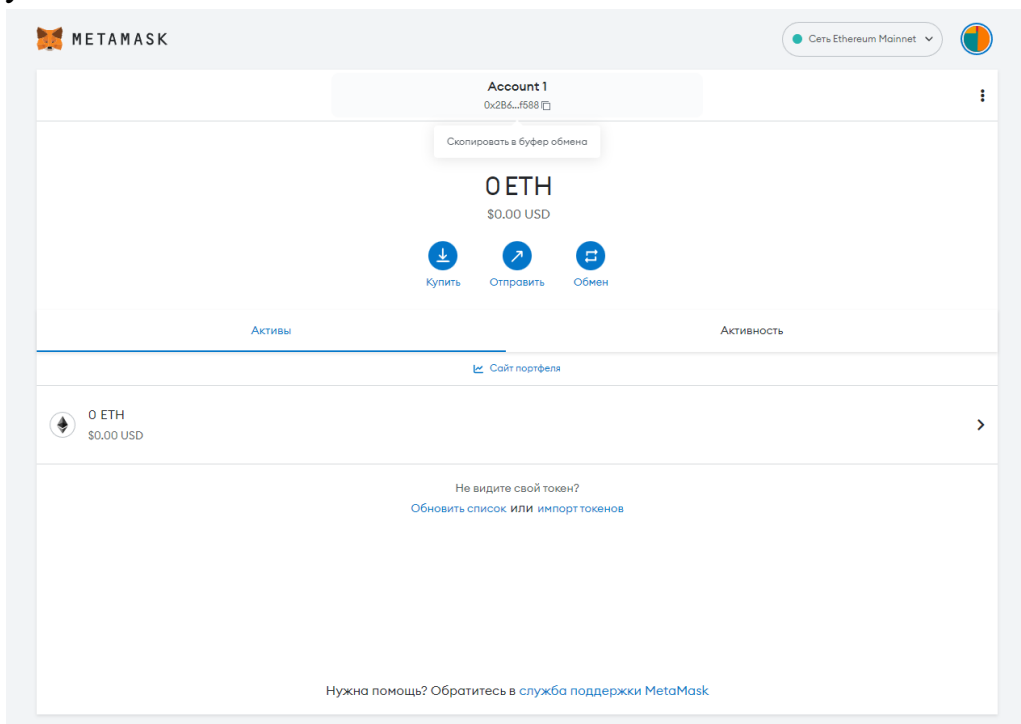 METAMASK
Сеть Ethereum Mainnet
Account 1
0x2B6...f588
Скопировать в буфер обмена
0 ETH
$0.00 USD
Купить Отправить Обмен
Активы Активность
Сайт портфеля
0 ETH
$0.00 USD
Не видите свой токен?
Обновить список или импорт токенов
Нужна помощь? Обратитесь в служба поддержки MetaMask